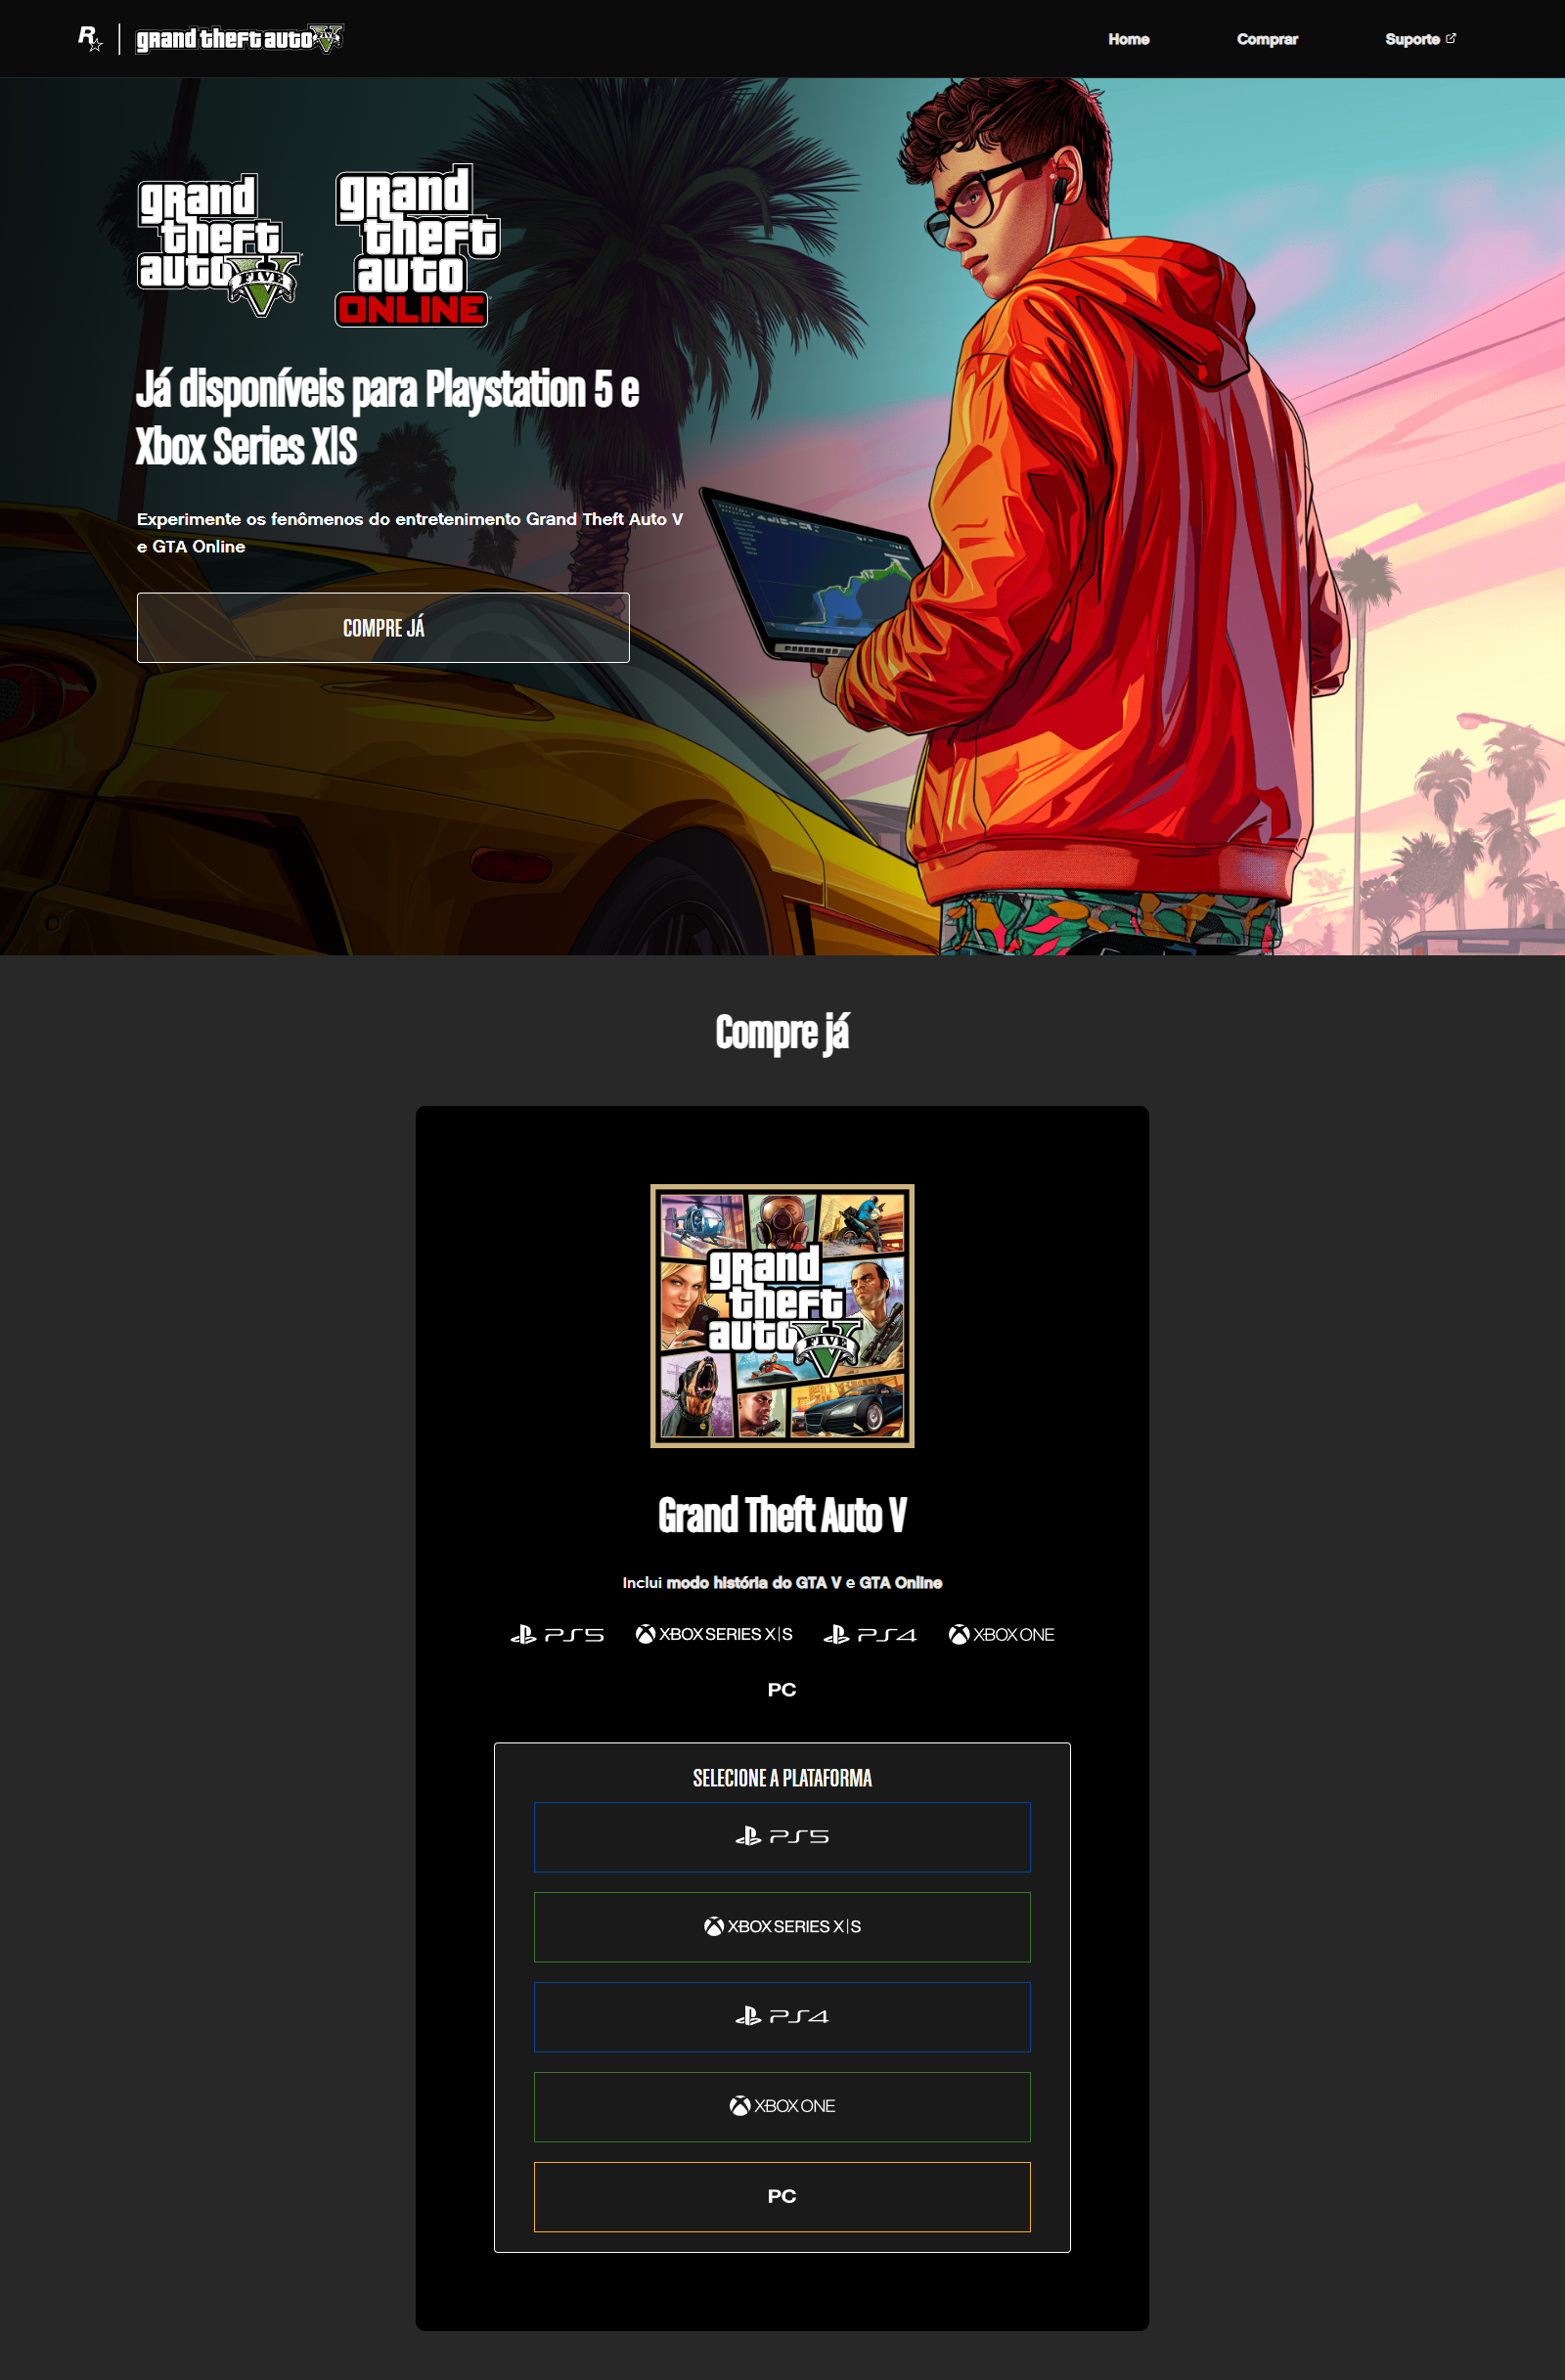 R
grand theft auto V FIVE
Home
Comprar
Suporte
grand
theft
auto V
FIVE
grand
theft
auto
ONLINE
Já disponíveis para Playstation 5 e
Xbox Series X|S
Experimente os fenômenos do entretenimento Grand Theft Auto V
e GTA Online
COMPRE JÁ
Compre já
grand
theft
auto V
FIVE
Grand Theft Auto V
Inclui modo história do GTA V e GTA Online
PS5
XBOX SERIES X|S
PS4
XBOX ONE
PC
SELECIONE A PLATAFORMA
PS5
XBOX SERIES X|S
PS4
XBOX ONE
PC